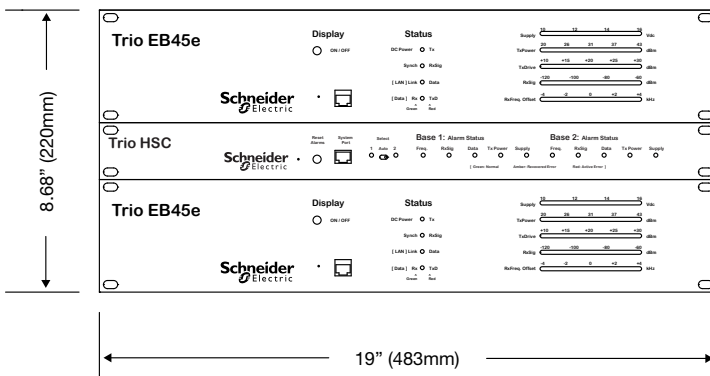 Trio EB45e
Display
ON / OFF
Status
DC Power Tx
Synch RxSig
[ LAN ] Link Data
[ Data ] Rx TxD
Green Red
Schneider
Electric
Supply 10 12 14 16 Vdc
TxPower 20 26 31 37 43 dBm
TxDrive +10 +15 +20 +25 +30 dBm
RxSig -120 -100 -80 -60 dBm
RxFreq. Offset -4 -2 0 +2 +4 kHz
Trio HSC
Schneider
Electric
Reset Alarms
System Port
Select
1 Auto 2
Base 1: Alarm Status
Freq. RxSig Data Tx Power Supply
Base 2: Alarm Status
Freq. RxSig Data Tx Power Supply
[ Green: Normal Amber: Recovered Error Red: Active Error ]
Trio EB45e
Display
ON / OFF
Status
DC Power Tx
Synch RxSig
[ LAN ] Link Data
[ Data ] Rx TxD
Green Red
Schneider
Electric
Supply 10 12 14 16 Vdc
TxPower 20 26 31 37 43 dBm
TxDrive +10 +15 +20 +25 +30 dBm
RxSig -120 -100 -80 -60 dBm
RxFreq. Offset -4 -2 0 +2 +4 kHz
8.68” (220mm)
19” (483mm)